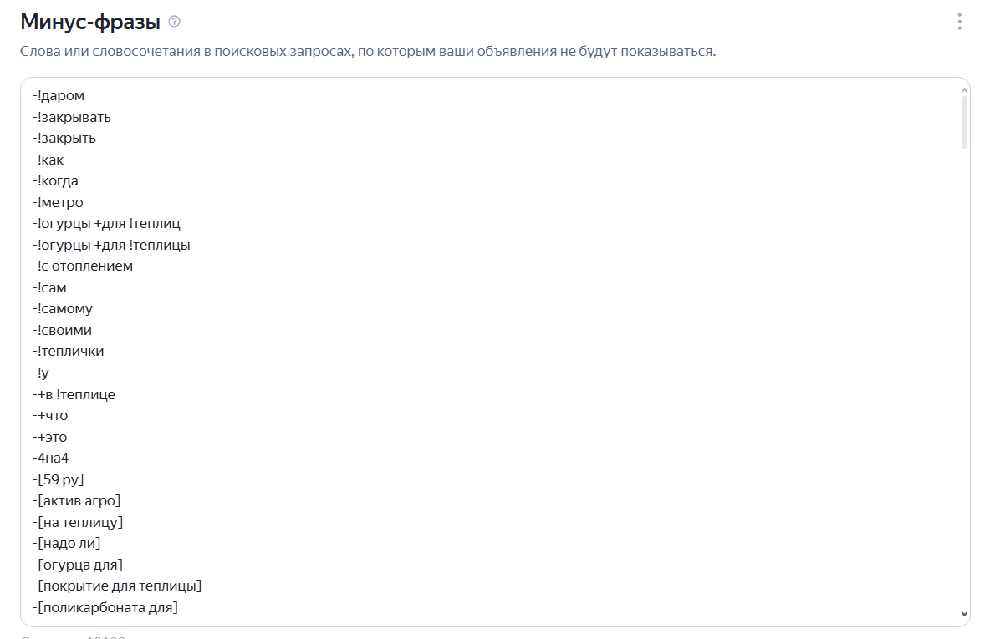 Минус-фразы
Слова или словосочетания в поисковых запросах, по которым ваши объявления не будут показываться.
-!даром
-!закрывать
-!закрыть
-!как
-!когда
-!метро
-!огурцы +для !теплиц
-!огурцы +для !теплицы
-!с отоплением
-!сам
-!самому
-!своими
-!теплички
-!у
-+в !теплице
-+что
-+это
-4на4
-[59 ру]
-[актив агро]
-[на теплицу]
-[надо ли]
-[огурца для]
-[покрытие для теплицы]
-[поликарбоната для]